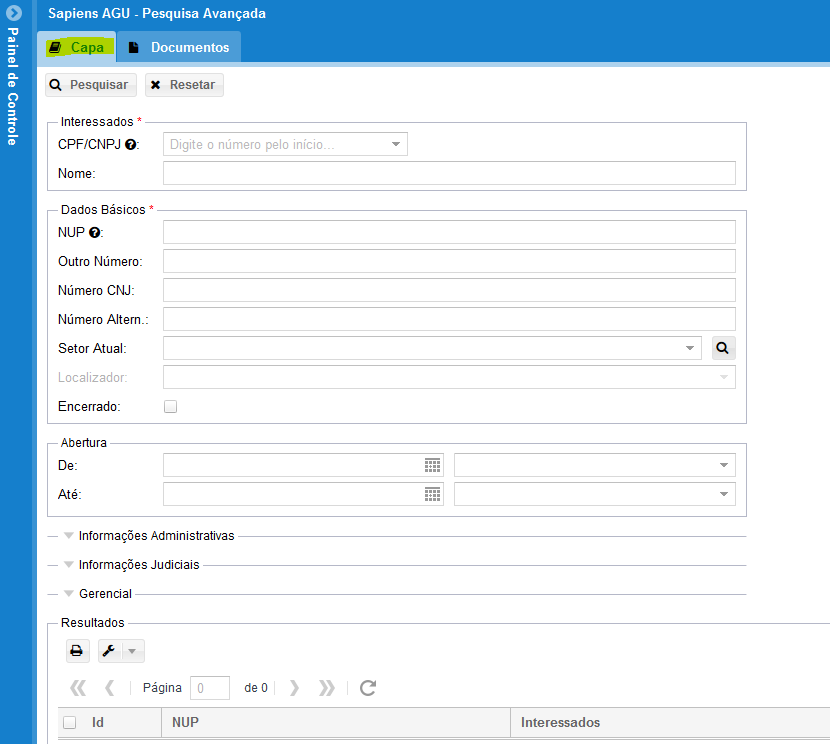 Sapiens AGU - Pesquisa Avançada
Painel de Controle
Capa Documentos
Pesquisar Resetar
Interessados *
CPF/CNPJ ?: Digite o número pelo início...
Nome:
Dados Básicos *
NUP ?:
Outro Número:
Número CNJ:
Número Altern.:
Setor Atual:
Localizador:
Encerrado:
Abertura
De:
Até:
Informações Administrativas
Informações Judiciais
Gerencial
Resultados
Página 0 de 0
Id NUP Interessados